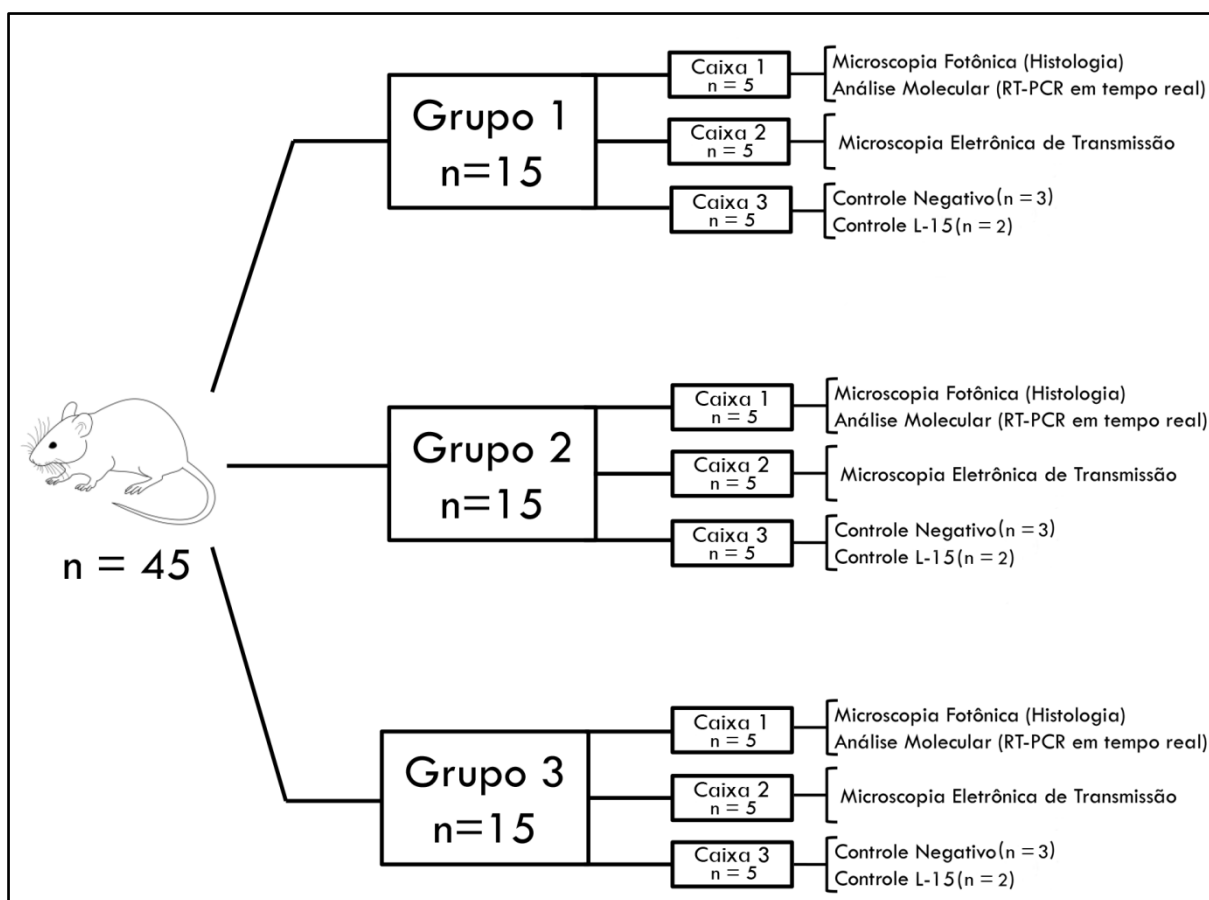 n = 45
Grupo 1
n=15
Caixa 1
n = 5
Microscopia Fotônica (Histologia)
Análise Molecular (RT-PCR em tempo real)
Caixa 2
n = 5
Microscopia Eletrônica de Transmissão
Caixa 3
n = 5
Controle Negativo(n = 3)
Controle L-15(n = 2)
Grupo 2
n=15
Caixa 1
n = 5
Microscopia Fotônica (Histologia)
Análise Molecular (RT-PCR em tempo real)
Caixa 2
n = 5
Microscopia Eletrônica de Transmissão
Caixa 3
n = 5
Controle Negativo(n = 3)
Controle L-15(n = 2)
Grupo 3
n=15
Caixa 1
n = 5
Microscopia Fotônica (Histologia)
Análise Molecular (RT-PCR em tempo real)
Caixa 2
n = 5
Microscopia Eletrônica de Transmissão
Caixa 3
n = 5
Controle Negativo(n = 3)
Controle L-15(n = 2)